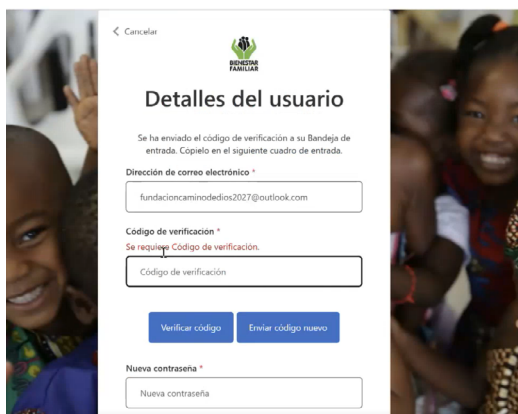 Cancelar
BIENESTAR
FAMILIAR
Detalles del usuario
Se ha enviado el código de verificación a su Bandeja de
entrada. Cópielo en el siguiente cuadro de entrada.
Dirección de correo electrónico *
fundacioncaminodedios2027@outlook.com
Código de verificación *
Se requiere Código de verificación.
Código de verificación
Verificar código
Enviar código nuevo
Nueva contraseña *
Nueva contraseña